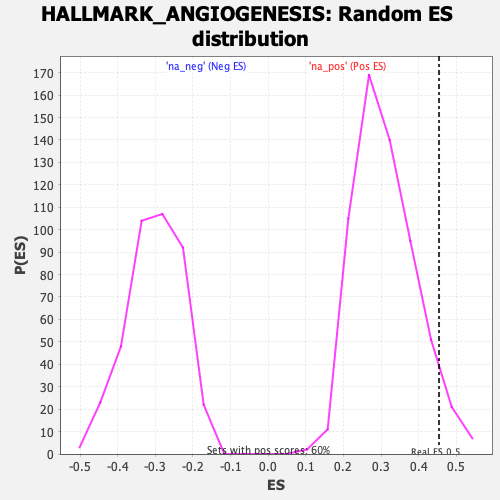 HALLMARK_ANGIOGENESIS: Random ES
distribution
'na_neg' (Neg ES)
'na_pos' (Pos ES)
170
160
150
140
130
120
110
100
90
80
70
60
50
40
30
20
10
0
P(ES)
Sets with pos scores: 60%
Real ES 0.5
-0.5 -0.4 -0.3 -0.2 -0.1 0.0 0.1 0.2 0.3 0.4 0.5
ES